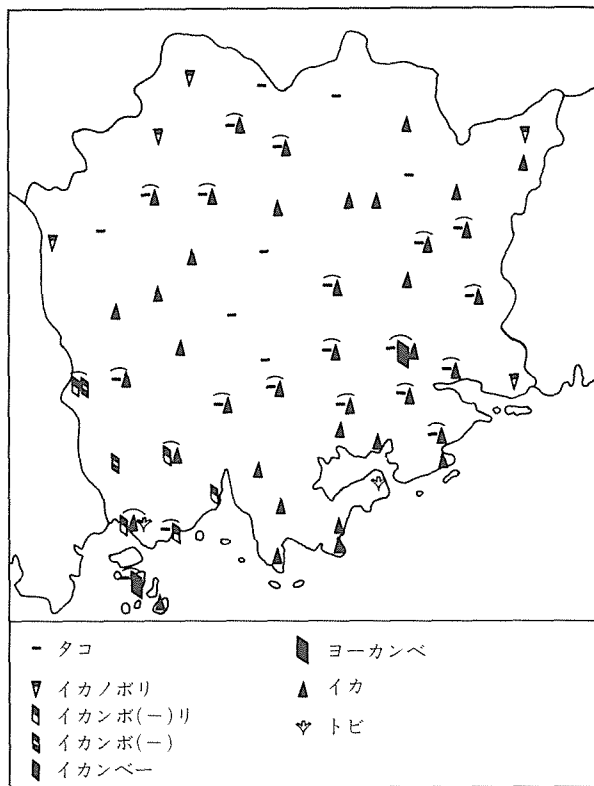 タコ
イカノボリ
イカンボ(ー)リ
イカンボ(ー)
イカンベー
ヨーカンベ
イカ
トビ